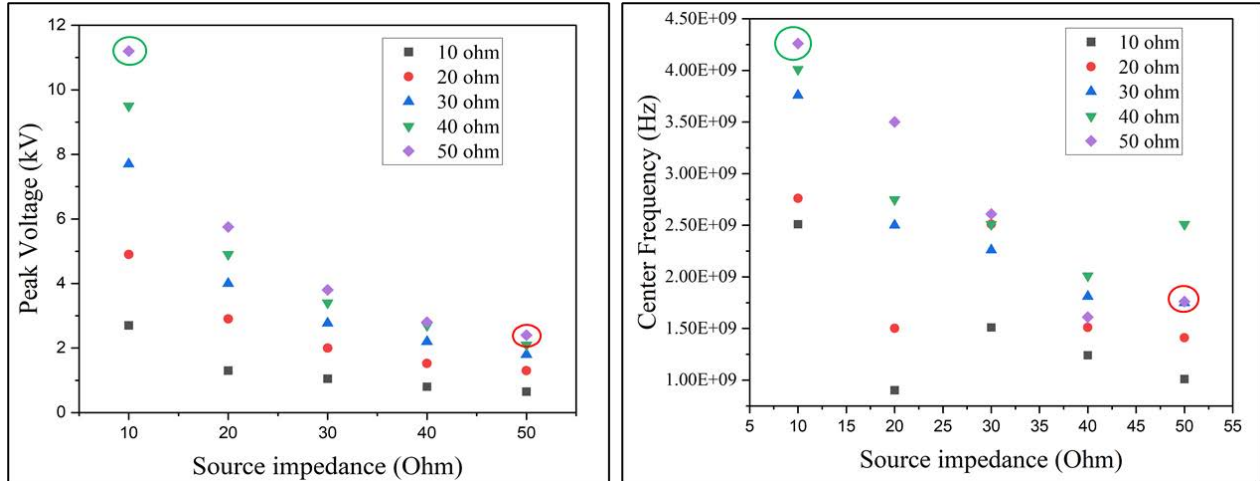 12
10
8
6
4
2
0
Peak Voltage (kV)
10 ohm
20 ohm
30 ohm
40 ohm
50 ohm
10 20 30 40 50
Source impedance (Ohm)
4.50E+09
4.00E+09
3.50E+09
3.00E+09
2.50E+09
2.00E+09
1.50E+09
1.00E+09
Center Frequency (Hz)
10 ohm
20 ohm
30 ohm
40 ohm
50 ohm
5 10 15 20 25 30 35 40 45 50 55
Source impedance (Ohm)